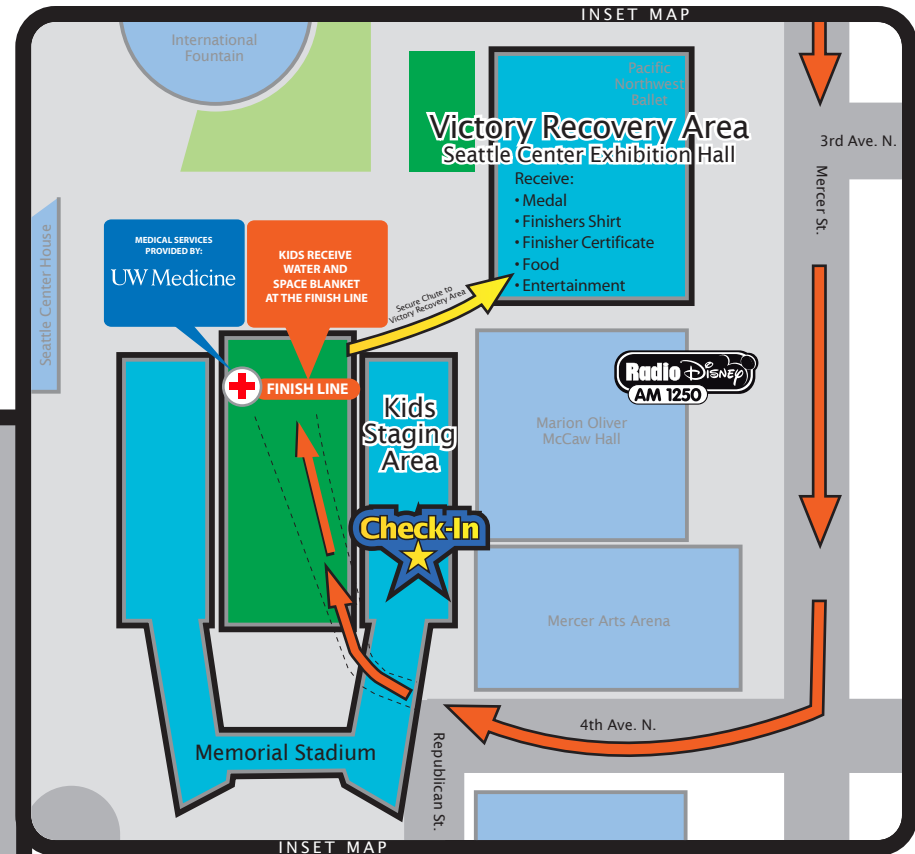 INSET MAP
International
Fountain
Pacific
Northwest
Ballet
Victory Recovery Area
Seattle Center Exhibition Hall
Receive:
• Medal
• Finishers Shirt
• Finisher Certificate
• Food
• Entertainment
3rd Ave. N.
Mercer St.
Seattle Center House
MEDICAL SERVICES
PROVIDED BY:
UW Medicine
KIDS RECEIVE
WATER AND
SPACE BLANKET
AT THE FINISH LINE
Secure Chute to
Victory Recovery Area
FINISH LINE
Kids
Staging
Area
Radio Disney
AM 1250
Marion Oliver
McCaw Hall
Check-In
Mercer Arts Arena
4th Ave. N.
Republican St.
Memorial Stadium
INSET MAP